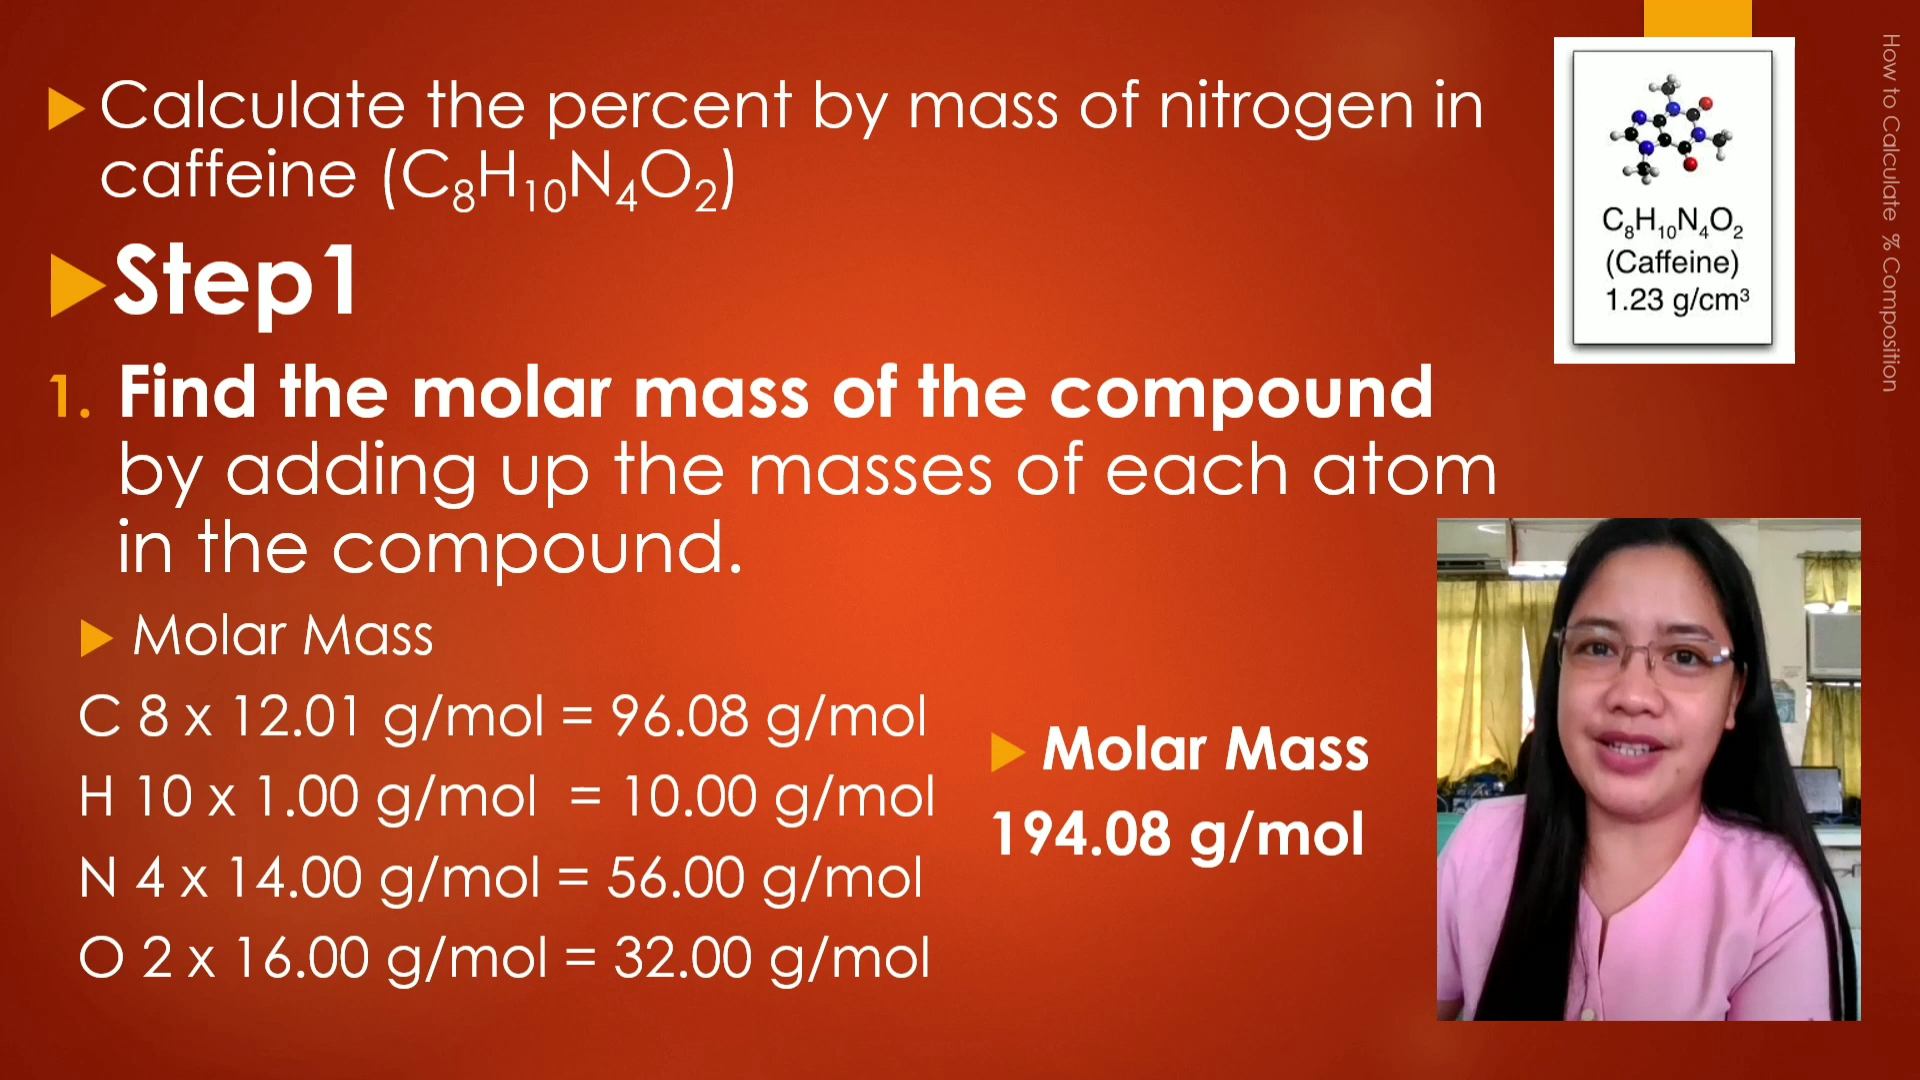 Calculate the percent by mass of nitrogen in
caffeine (C₈H₁₀N₄O₂)
Step1
1. Find the molar mass of the compound
by adding up the masses of each atom
in the compound.
Molar Mass
C 8 x 12.01 g/mol = 96.08 g/mol
H 10 x 1.00 g/mol = 10.00 g/mol
N 4 x 14.00 g/mol = 56.00 g/mol
O 2 x 16.00 g/mol = 32.00 g/mol
Molar Mass
194.08 g/mol
C₈H₁₀N₄O₂
(Caffeine)
1.23 g/cm³
How to Calculate % Composition